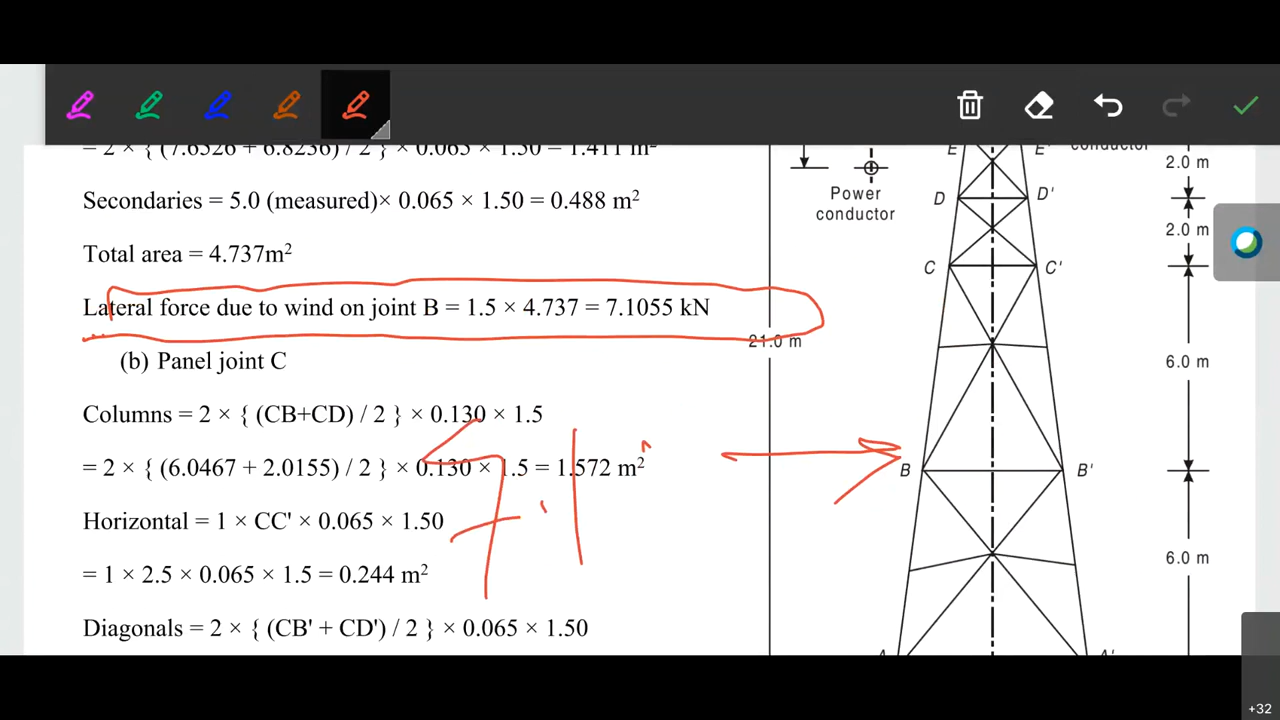 = 2 × { (7.6526 + 6.8236) / 2 } × 0.065 × 1.50 = 1.411 m²
Secondaries = 5.0 (measured)× 0.065 × 1.50 = 0.488 m²
Total area = 4.737m²
Lateral force due to wind on joint B = 1.5 × 4.737 = 7.1055 kN
(b) Panel joint C
Columns = 2 × { (CB+CD) / 2 } × 0.130 × 1.5
= 2 × { (6.0467 + 2.0155) / 2 } × 0.130 × 1.5 = 1.572 m²
Horizontal = 1 × CC' × 0.065 × 1.50
= 1 × 2.5 × 0.065 × 1.5 = 0.244 m²
Diagonals = 2 × { (CB' + CD') / 2 } × 0.065 × 1.50
7.1
Power
conductor
21.0 m
E E' conductor
2.0 m
D D'
2.0 m
C C'
6.0 m
B B'
6.0 m
A A'
+32